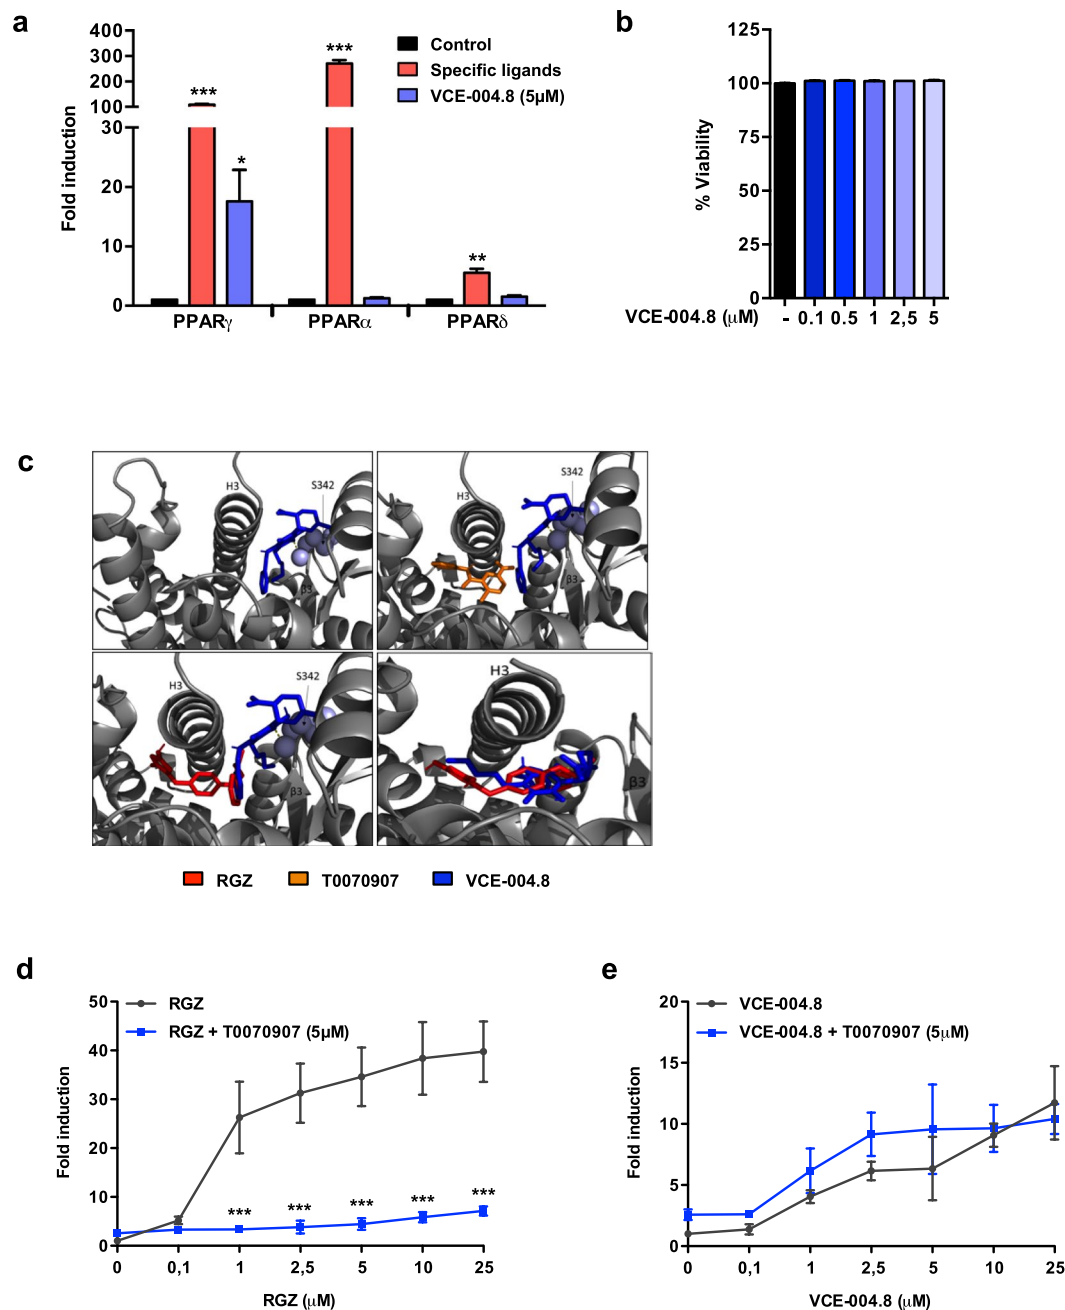 a
400
300
200
100
30
20
10
0
Fold induction
***
*
***
**
Control
Specific ligands
VCE-004.8 (5µM)
PPARγ PPARα PPARδ
b
125
100
75
50
25
0
% Viability
VCE-004.8 (µM) - 0.1 0.5 1 2,5 5
c
H3
S342
β3
H3
S342
β3
H3
S342
β3
H3
β3
RGZ T0070907 VCE-004.8
d
50
40
30
20
10
0
Fold induction
RGZ
RGZ + T0070907 (5µM)
*** *** *** *** ***
0 0,1 1 2,5 5 10 25
RGZ (µM)
e
20
15
10
5
0
Fold induction
VCE-004.8
VCE-004.8 + T0070907 (5µM)
0 0,1 1 2,5 5 10 25
VCE-004.8 (µM)